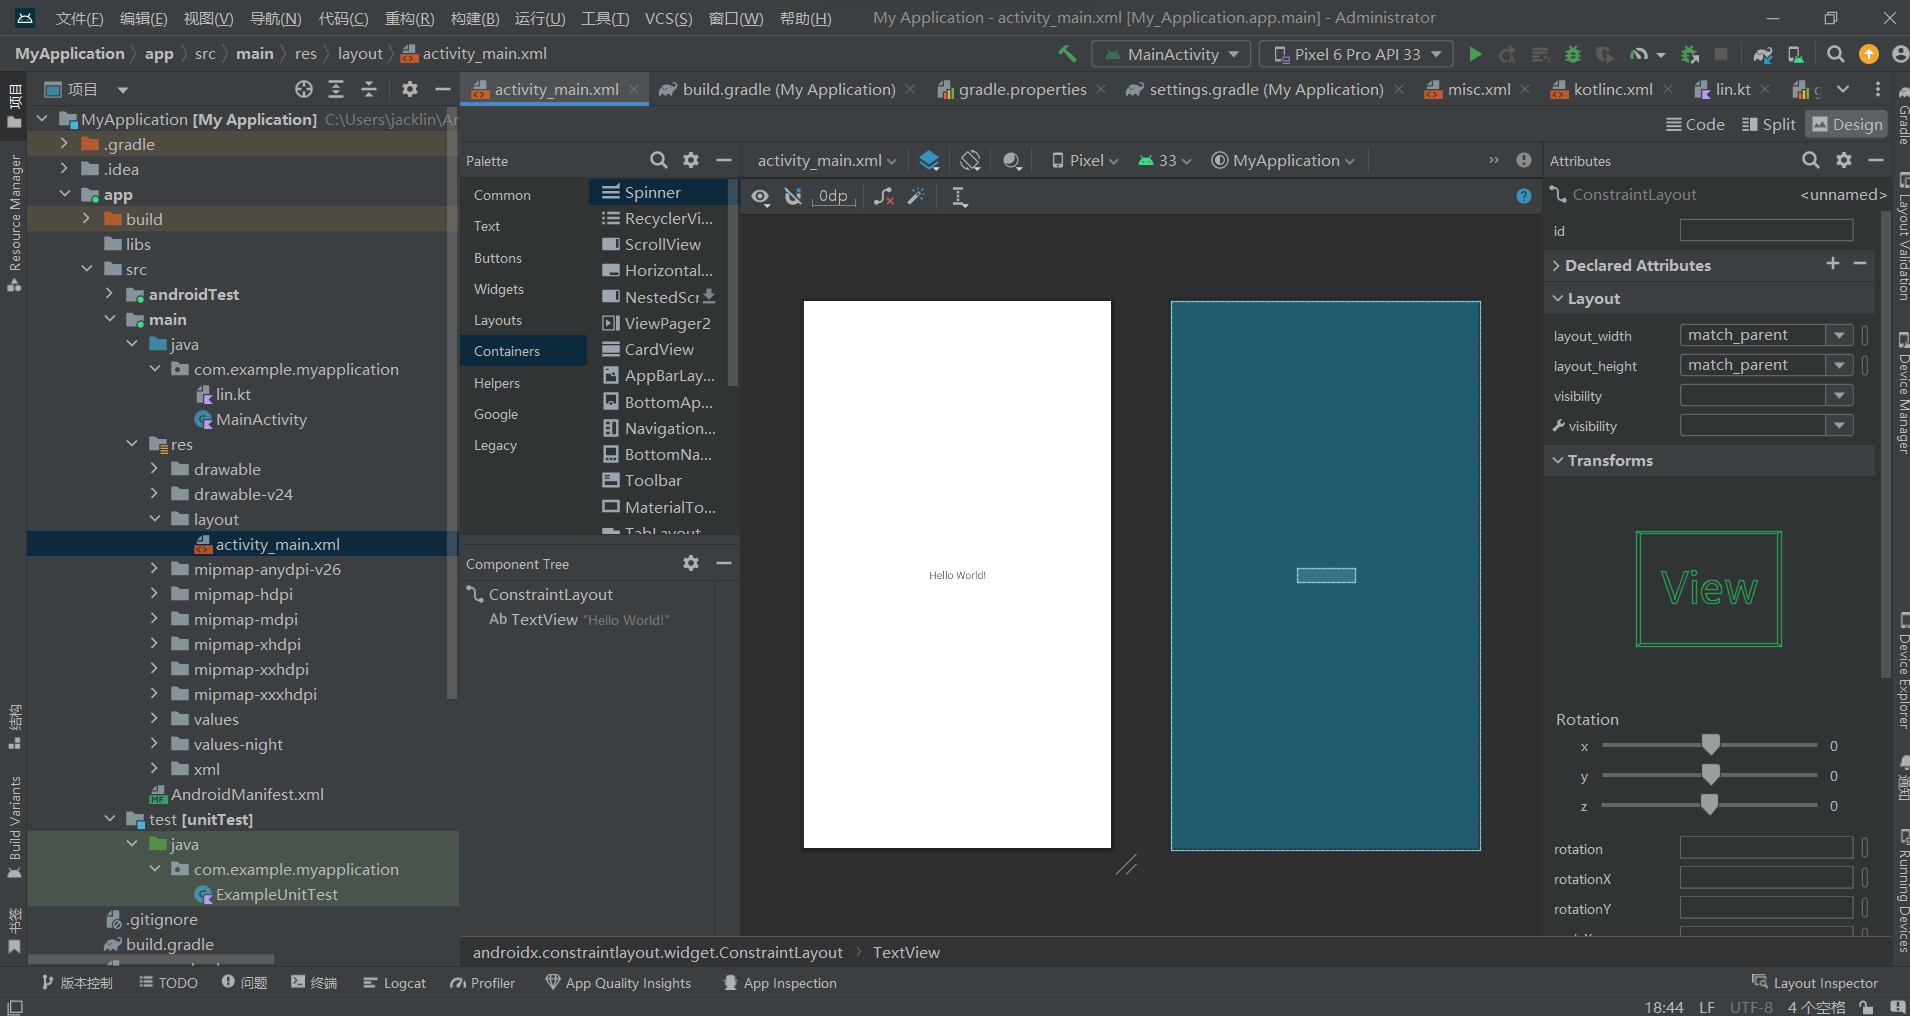 文件(F) 编辑(E) 视图(V) 导航(N) 代码(C) 重构(R) 构建(B) 运行(U) 工具(T) VCS(S) 窗口(W) 帮助(H) My Application - activity_main.xml [My_Application.app.main] - Administrator
MyApplication app src main res layout activity_main.xml MainActivity Pixel 6 Pro API 33
项目
activity_main.xml build.gradle (My Application) gradle.properties settings.gradle (My Application) misc.xml kotlinc.xml lin.kt g
Code Split Design
MyApplication [My Application] C:\Users\jacklin\Ar
.gradle
.idea
app
build
libs
src
androidTest
main
java
com.example.myapplication
lin.kt
MainActivity
res
drawable
drawable-v24
layout
activity_main.xml
mipmap-anydpi-v26
mipmap-hdpi
mipmap-mdpi
mipmap-xhdpi
mipmap-xxhdpi
mipmap-xxxhdpi
values
values-night
xml
AndroidManifest.xml
test [unitTest]
java
com.example.myapplication
ExampleUnitTest
.gitignore
build.gradle
项目
Resource Manager
结构
Build Variants
书签
Palette
Common
Text
Buttons
Widgets
Layouts
Containers
Helpers
Google
Legacy
Spinner
RecyclerVi...
ScrollView
Horizontal...
NestedScr
ViewPager2
CardView
AppBarLay...
BottomAp...
Navigation...
BottomNa...
Toolbar
MaterialTo...
TabLayout
Component Tree
ConstraintLayout
Ab TextView "Hello World!"
activity_main.xml Pixel 33 MyApplication
0dp
Hello World!
Attributes
ConstraintLayout <unnamed>
id
Declared Attributes
Layout
layout_width match_parent
layout_height match_parent
visibility
visibility
Transforms
View
Rotation
x 0
y 0
z 0
rotation
rotationX
rotationY
Gradle
Layout Validation
Device Manager
Device Explorer
通知
Running Devices
androidx.constraintlayout.widget.ConstraintLayout TextView
版本控制 TODO 问题 终端 Logcat Profiler App Quality Insights App Inspection Layout Inspector
18:44 LF UTF-8 4 个空格